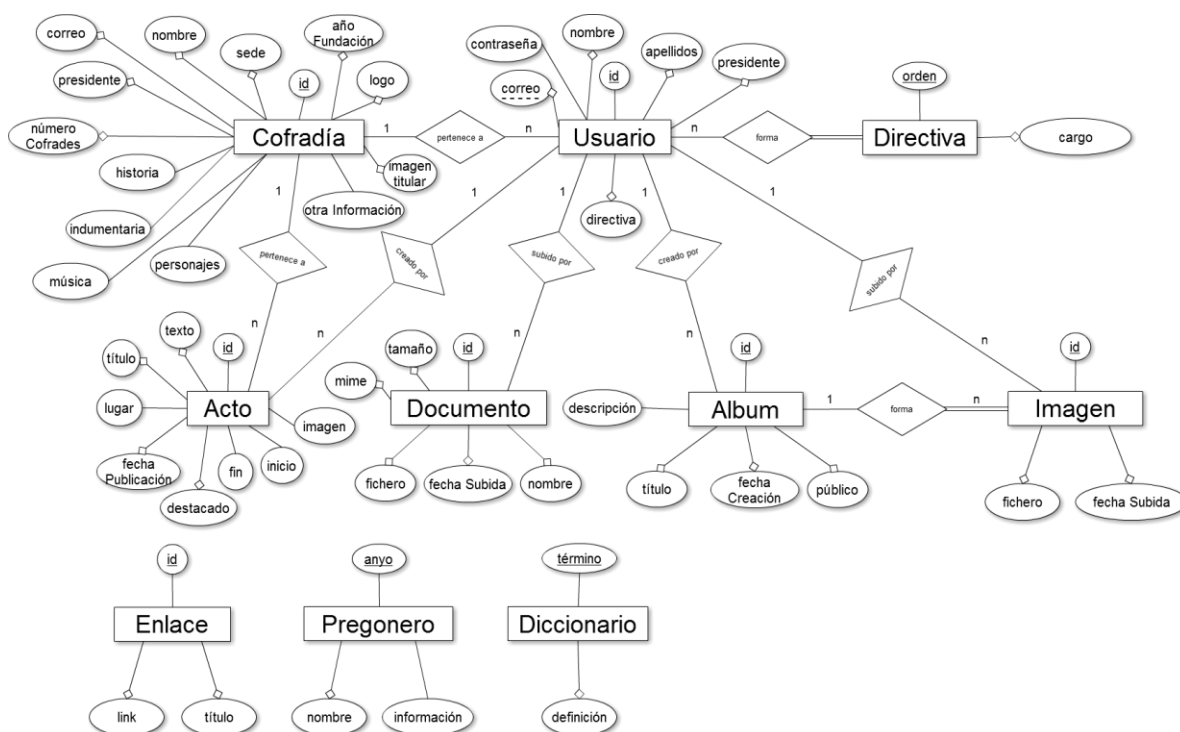 correo
nombre
sede
año
Fundación
logo
id
presidente
número
Cofrades
historia
indumentaria
música
personajes
otra Información
imagen
titular
Cofradía
1
pertenece a
n
contraseña
nombre
correo
id
apellidos
presidente
Usuario
directiva
n
forma
orden
Directiva
cargo
1
pertenece a
n
1
creado por
n
1
subido por
n
1
creado por
n
1
subido por
n
texto
id
título
lugar
Acto
imagen
fecha
Publicación
fin
inicio
destacado
tamaño
id
mime
Documento
fichero
fecha Subida
nombre
id
descripción
Album
título
fecha
Creación
público
1
forma
n
id
Imagen
fichero
fecha Subida
id
Enlace
link
título
anyo
Pregonero
nombre
información
término
Diccionario
definición